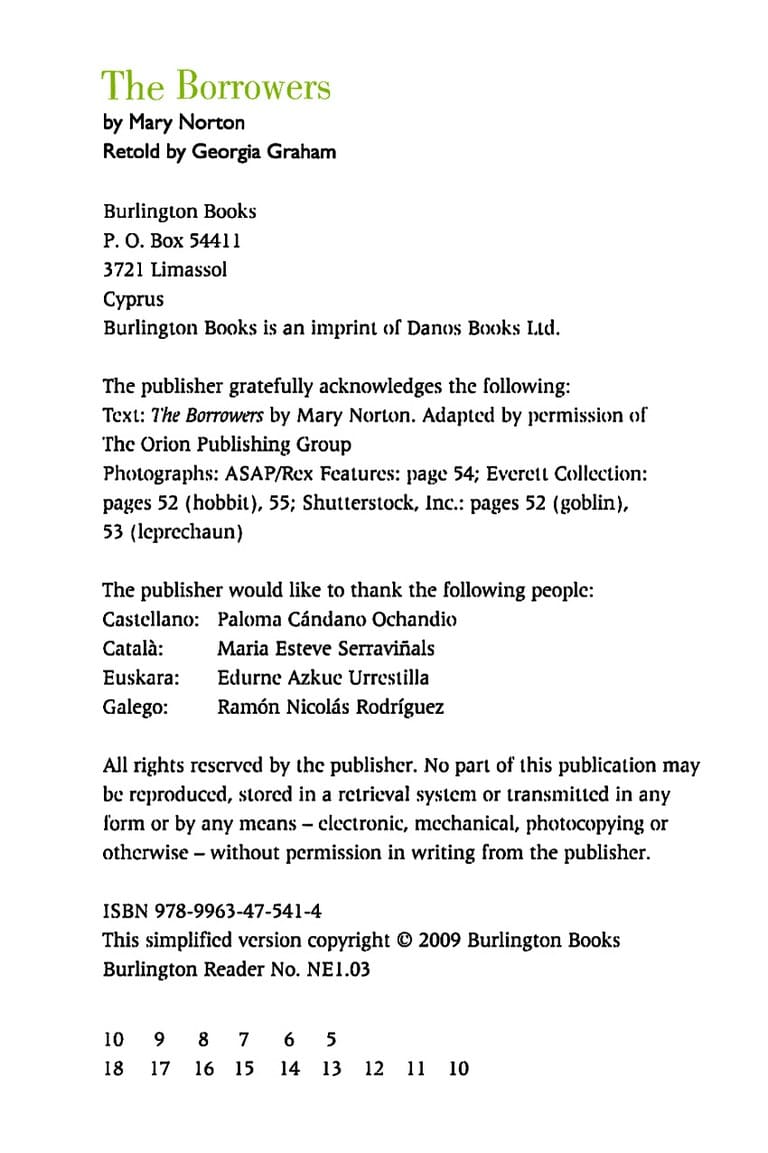 The Borrowers
by Mary Norton
Retold by Georgia Graham
Burlington Books
P. O. Box 54411
3721 Limassol
Cyprus
Burlington Books is an imprint of Danos Books Ltd.
The publisher gratefully acknowledges the following:
Text: The Borrowers by Mary Norton. Adapted by permission of
The Orion Publishing Group
Photographs: ASAP/Rex Features: page 54; Everett Collection:
pages 52 (hobbit), 55; Shutterstock, Inc.: pages 52 (goblin),
53 (leprechaun)
The publisher would like to thank the following people:
Castellano: Paloma Cándano Ochandio
Català: Maria Esteve Serraviñals
Euskara: Edurne Azkue Urrestilla
Galego: Ramón Nicolás Rodríguez
All rights reserved by the publisher. No part of this publication may
be reproduced, stored in a retrieval system or transmitted in any
form or by any means – electronic, mechanical, photocopying or
otherwise – without permission in writing from the publisher.
ISBN 978-9963-47-541-4
This simplified version copyright © 2009 Burlington Books
Burlington Reader No. NE1.03
10 9 8 7 6 5
18 17 16 15 14 13 12 11 10